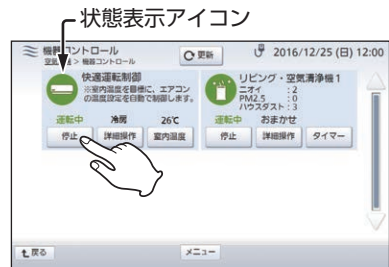 状態表示アイコン
機器コントロール
空気質 > 機器コントロール
更新
2016/12/25 (日) 12:00
快適運転制御
※室内温度を目標に、エアコン
の温度設定を自動で制御します。
運転中 冷房 26℃
停止 詳細操作 室内温度
リビング・空気清浄機1
ニオイ :2
PM2.5 :0
ハウスダスト:3
運転中 おまかせ
停止 詳細操作 タイマー
戻る
メニュー